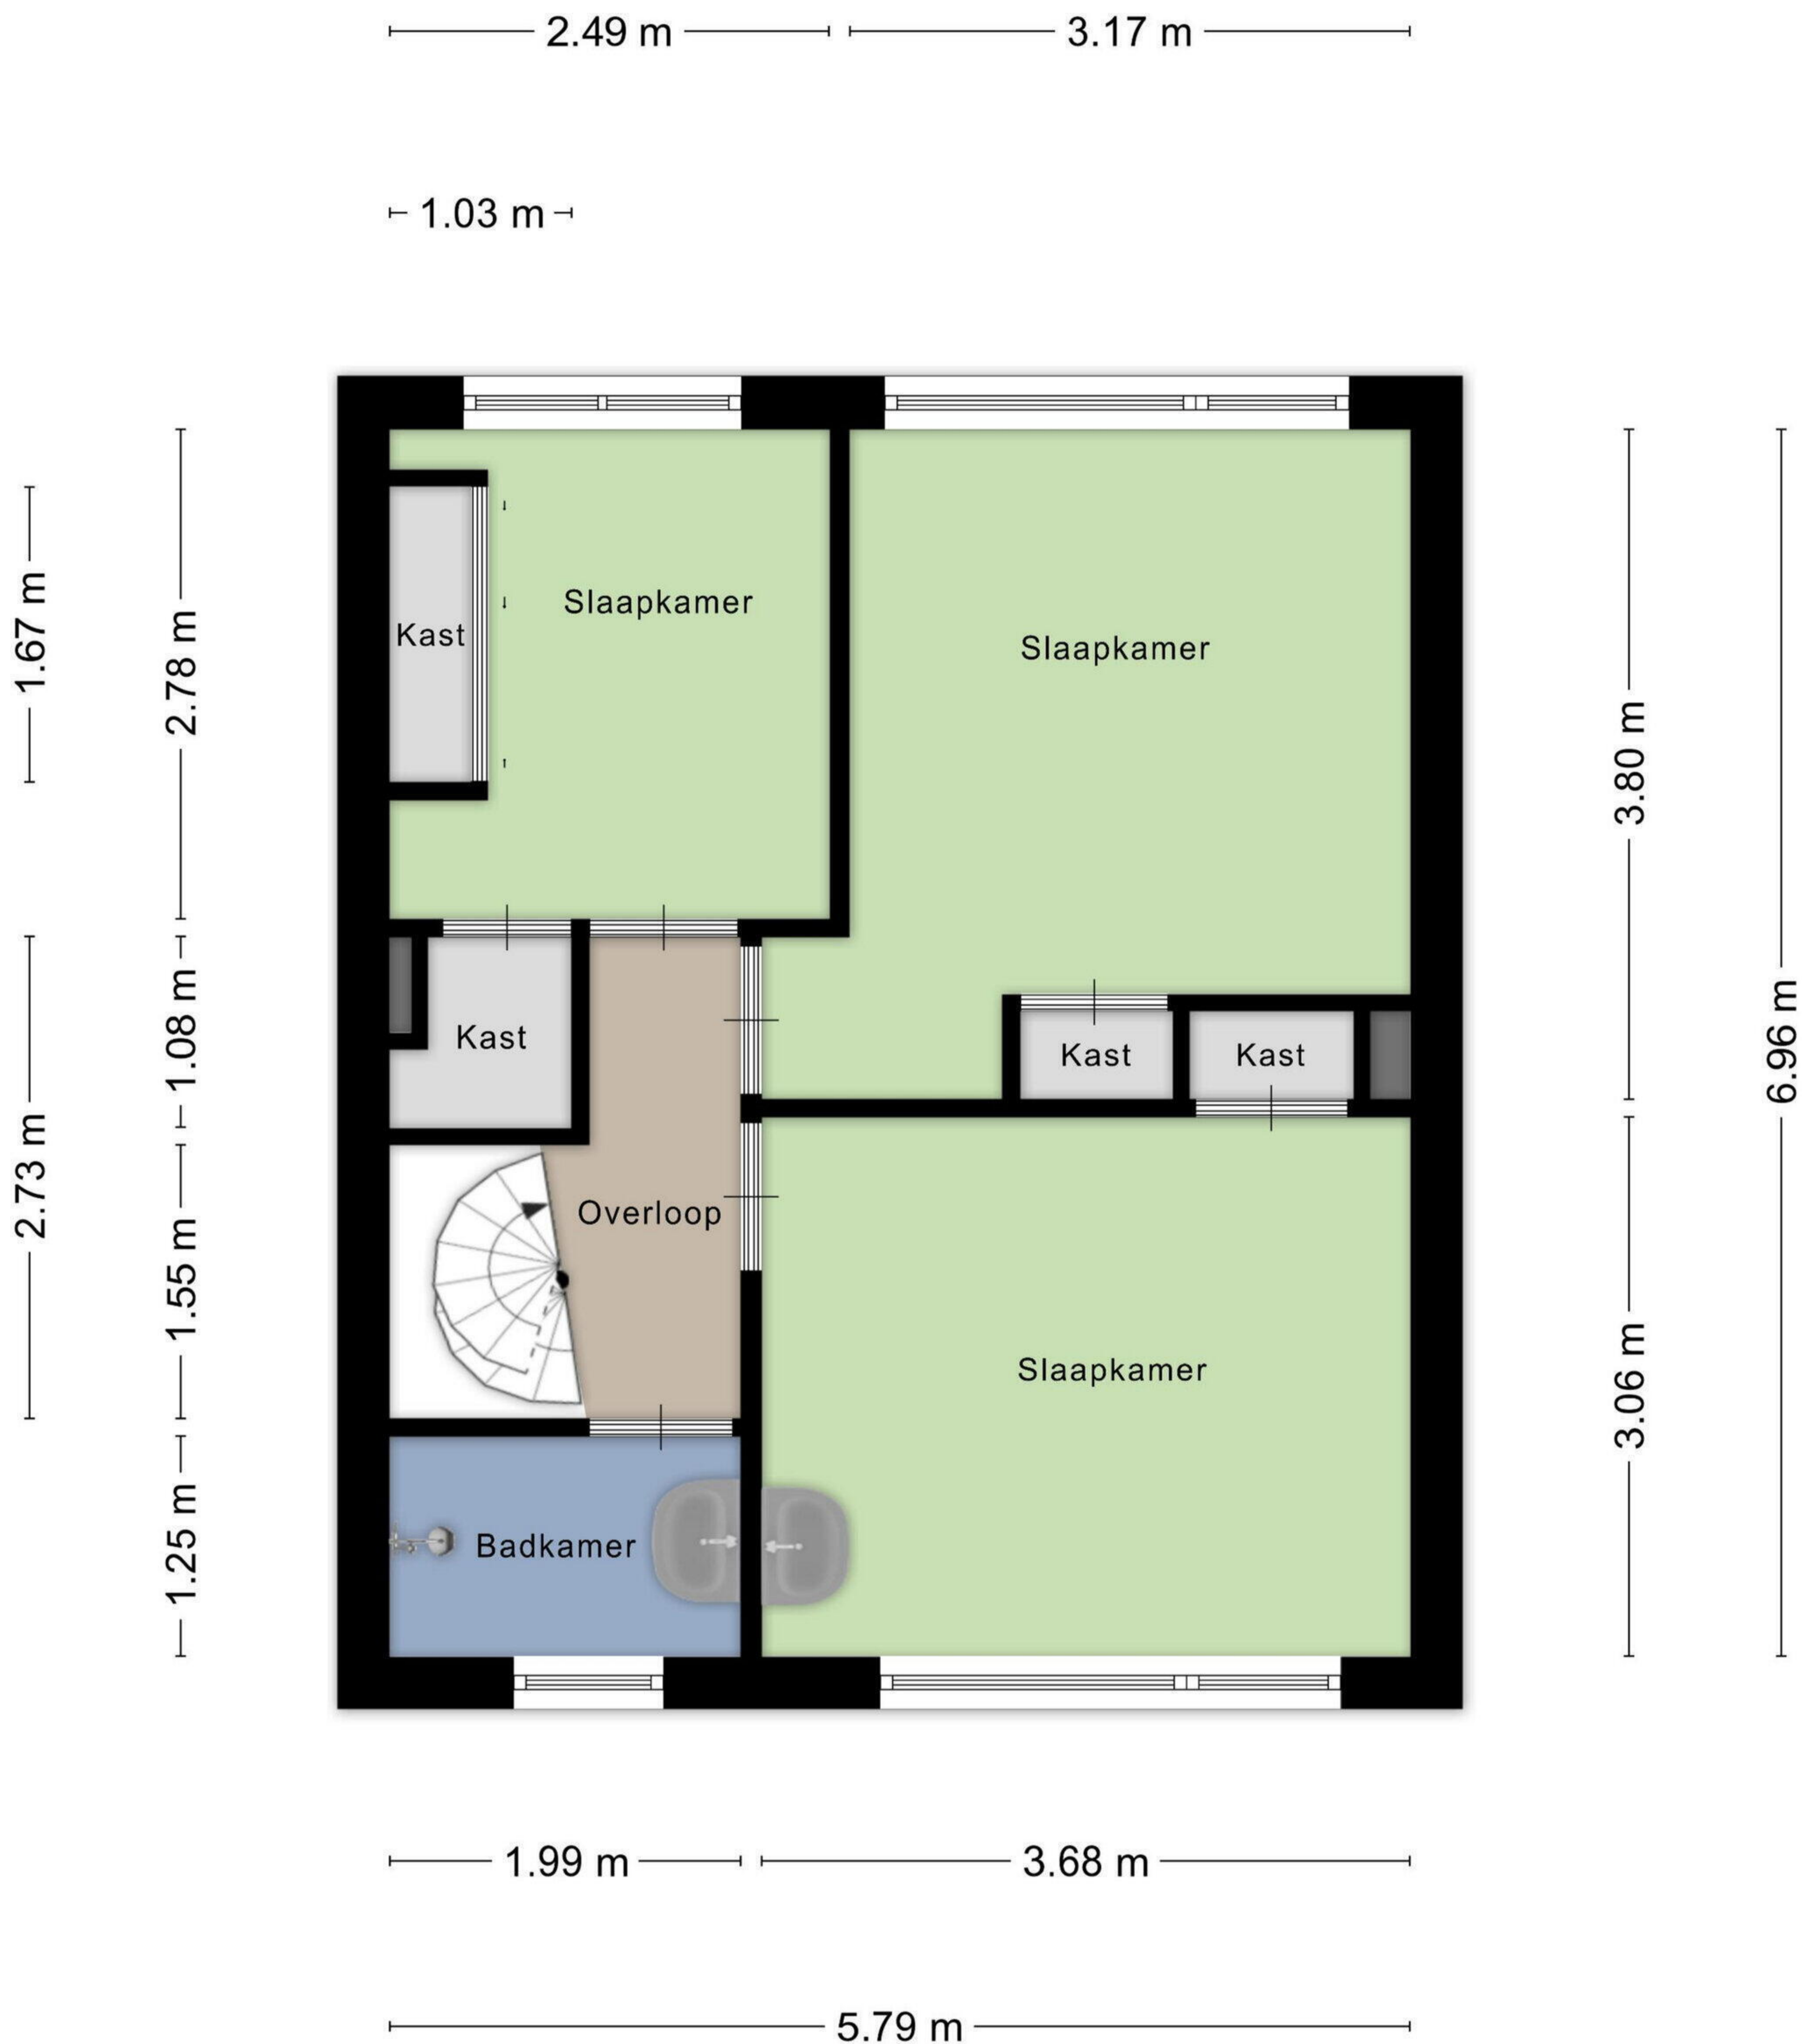 2.49 m
3.17 m
1.03 m
Slaapkamer
Slaapkamer
Kast
1.67 m
2.78 m
3.80 m
Kast
Kast
Kast
1.08 m
6.96 m
2.73 m
Overloop
1.55 m
Slaapkamer
3.06 m
Badkamer
1.25 m
1.99 m
3.68 m
5.79 m